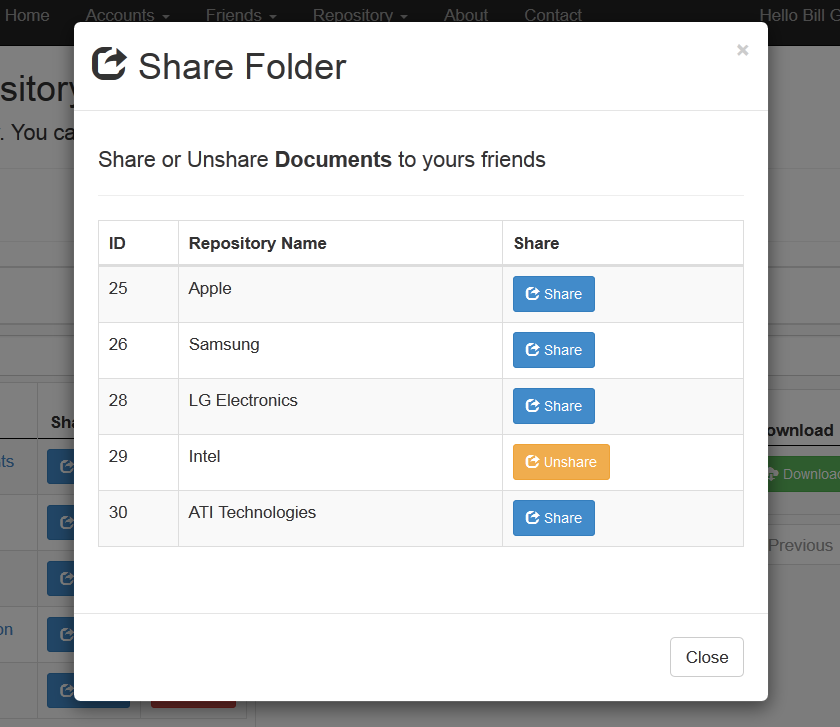 Home Accounts Friends Repository About Contact Hello Bill G
Share Folder ×
sitory
. You ca
Share or Unshare Documents to yours friends
ID Repository Name Share
25 Apple Share
26 Samsung Share
28 LG Electronics Share
29 Intel Unshare
30 ATI Technologies Share
Sha
ownload
ts
Downloa
Previous
on
Close